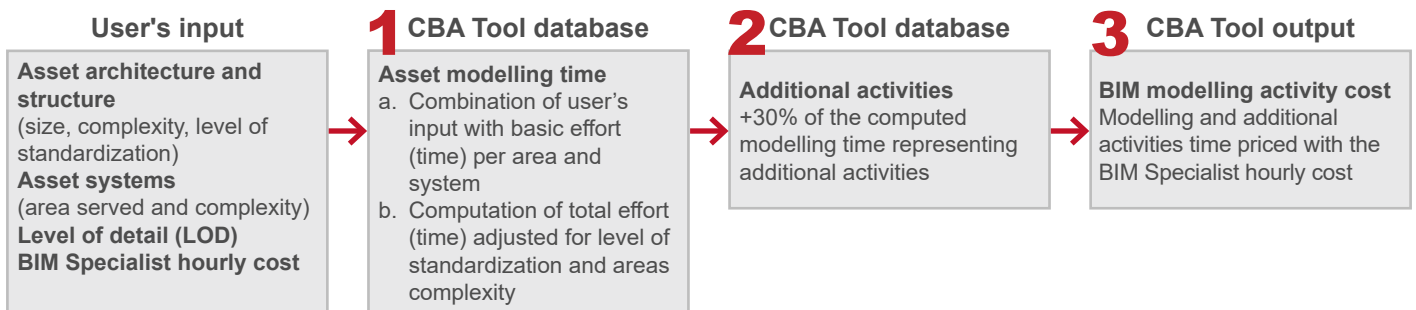 User's input
Asset architecture and
structure
(size, complexity, level of
standardization)
Asset systems
(area served and complexity)
Level of detail (LOD)
BIM Specialist hourly cost
1 CBA Tool database
Asset modelling time
a. Combination of user's
input with basic effort
(time) per area and
system
b. Computation of total effort
(time) adjusted for level of
standardization and areas
complexity
2 CBA Tool database
Additional activities
+30% of the computed
modelling time representing
additional activities
3 CBA Tool output
BIM modelling activity cost
Modelling and additional
activities time priced with the
BIM Specialist hourly cost